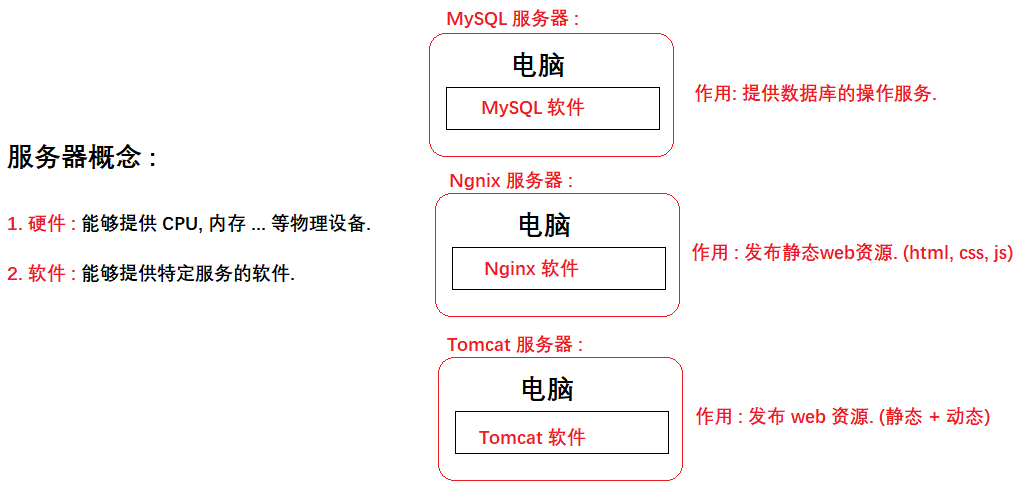 服务器概念 :
1. 硬件 : 能够提供 CPU, 内存 ... 等物理设备.
2. 软件 : 能够提供特定服务的软件.
MySQL 服务器 :
电脑
MySQL 软件
作用: 提供数据库的操作服务.
Ngnix 服务器 :
电脑
Nginx 软件
作用 : 发布静态web资源. (html, css, js)
Tomcat 服务器 :
电脑
Tomcat 软件
作用 : 发布 web 资源. (静态 + 动态)